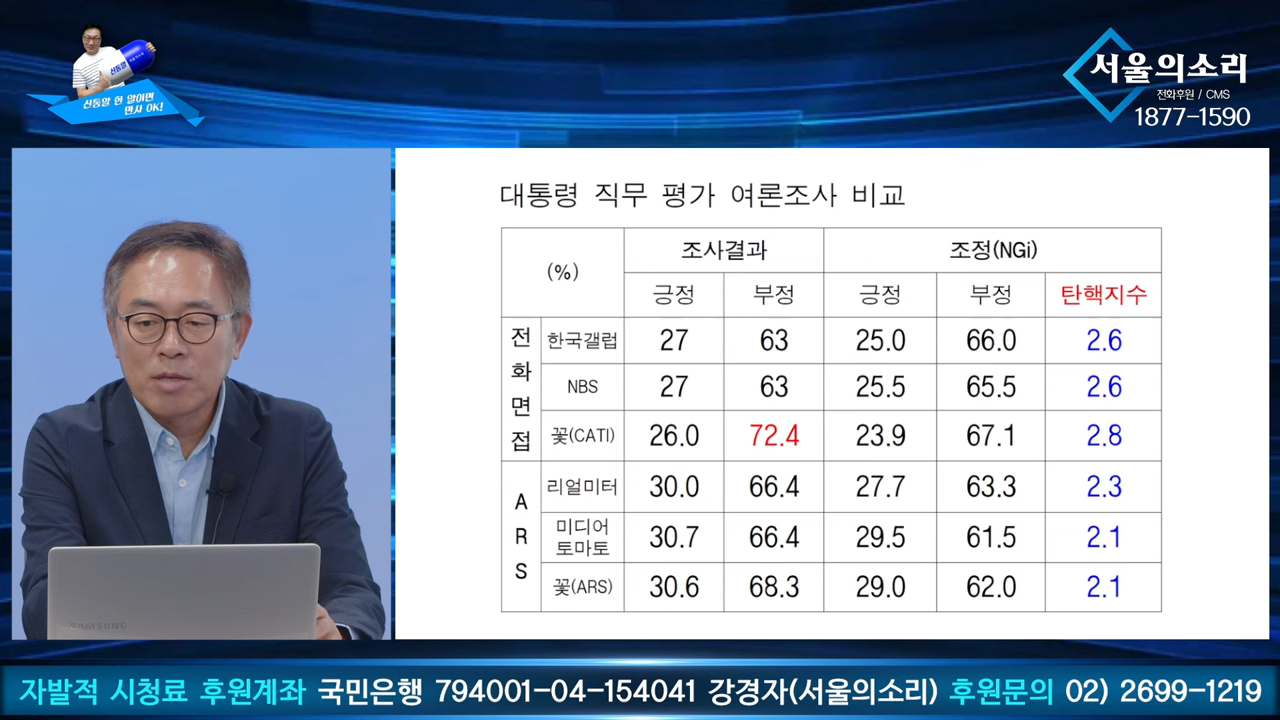 신통알
신통알 한 알이면
만사 OK!
서울의소리
전화후원 / CMS
1877-1590
대통령 직무 평가 여론조사 비교
(%) 조사결과 조정(NGi)
긍정 부정 긍정 부정 탄핵지수
전화면접
한국갤럽 27 63 25.0 66.0 2.6
NBS 27 63 25.5 65.5 2.6
꽃(CATI) 26.0 72.4 23.9 67.1 2.8
ARS
리얼미터 30.0 66.4 27.7 63.3 2.3
미디어
토마토 30.7 66.4 29.5 61.5 2.1
꽃(ARS) 30.6 68.3 29.0 62.0 2.1
SAMSUNG
자발적 시청료 후원계좌 국민은행 794001-04-154041 강경자(서울의소리) 후원문의 02) 2699-1219